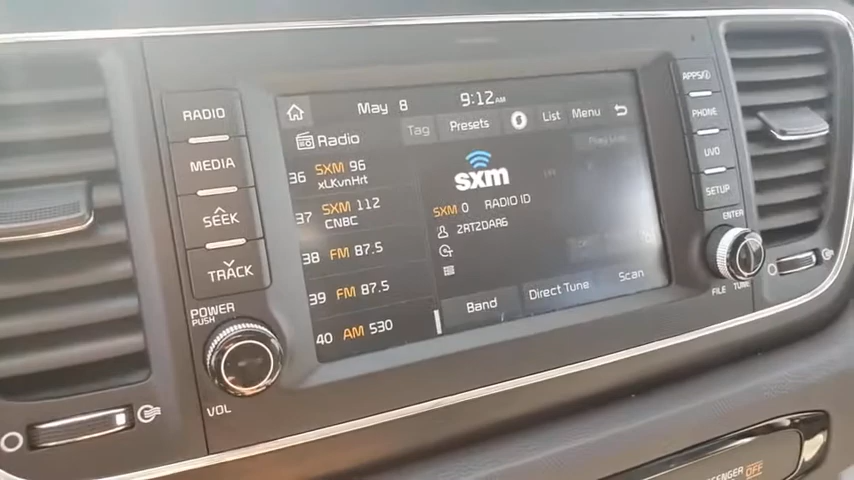 May 8
9:12 AM
Radio
Tag
Presets
List
Menu
36 SXM 96
xLKvnHrt
37 SXM 112
CNBC
38 FM 87.5
39 FM 87.5
40 AM 530
sxm
SXM 0 RADIO ID
2RTZDAR6
Band
Direct Tune
Scan
RADIO
MEDIA
SEEK
TRACK
POWER
PUSH
VOL
APPS
PHONE
UVO
SETUP
ENTER
FILE TUNE
OFF